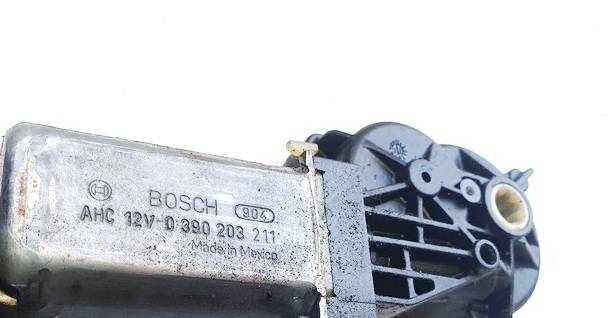 BOSCH 904
AHC 12V 0 390 203 211
Made in Mexico